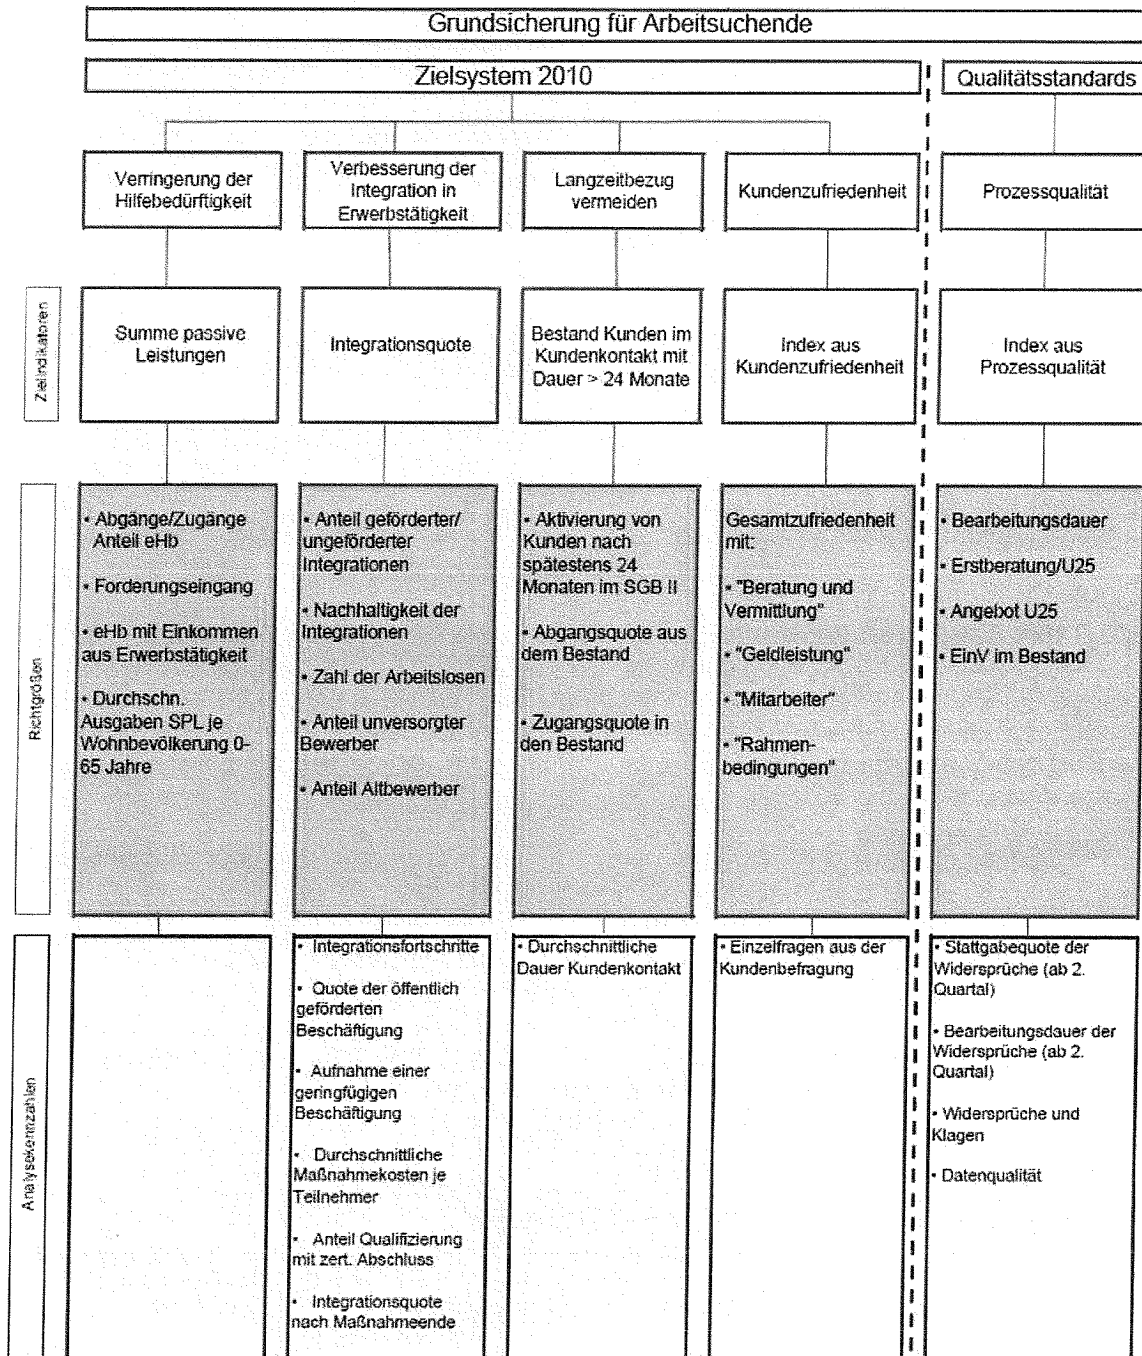 Grundsicherung für Arbeitsuchende
Zielsystem 2010
Qualitätsstandards
Verringerung der
Hilfebedürftigkeit
Verbesserung der
Integration in
Erwerbstätigkeit
Langzeitbezug
vermeiden
Kundenzufriedenheit
Prozessqualität
Zielindikatoren
Summe passive
Leistungen
Integrationsquote
Bestand Kunden im
Kundenkontakt mit
Dauer > 24 Monate
Index aus
Kundenzufriedenheit
Index aus
Prozessqualität
Richtgrößen
• Abgänge/Zugänge
Anteil eHb
• Forderungseingang
• eHb mit Einkommen
aus Erwerbstätigkeit
• Durchschn.
Ausgaben SPL je
Wohnbevölkerung 0-
65 Jahre
• Anteil geförderter/
ungeförderter
Integrationen
• Nachhaltigkeit der
Integrationen
• Zahl der Arbeitslosen
• Anteil unversorgter
Bewerber
• Anteil Altbewerber
• Aktivierung von
Kunden nach
spätestens 24
Monaten im SGB II
• Abgangsquote aus
dem Bestand
• Zugangsquote in
den Bestand
Gesamtzufriedenheit
mit:
• "Beratung und
Vermittlung"
• "Geldleistung"
• "Mitarbeiter"
• "Rahmen-
bedingungen"
• Bearbeitungsdauer
• Erstberatung/U25
• Angebot U25
• EinV im Bestand
Analysekennzahlen
• Integrationsfortschritte
• Quote der öffentlich
geförderten
Beschäftigung
• Aufnahme einer
geringfügigen
Beschäftigung
• Durchschnittliche
Maßnahmekosten je
Teilnehmer
• Anteil Qualifizierung
mit zert. Abschluss
• Integrationsquote
nach Maßnahmeende
• Durchschnittliche
Dauer Kundenkontakt
• Einzelfragen aus der
Kundenbefragung
• Stattgabequote der
Widersprüche (ab 2.
Quartal)
• Bearbeitungsdauer der
Widersprüche (ab 2.
Quartal)
• Widersprüche und
Klagen
• Datenqualität